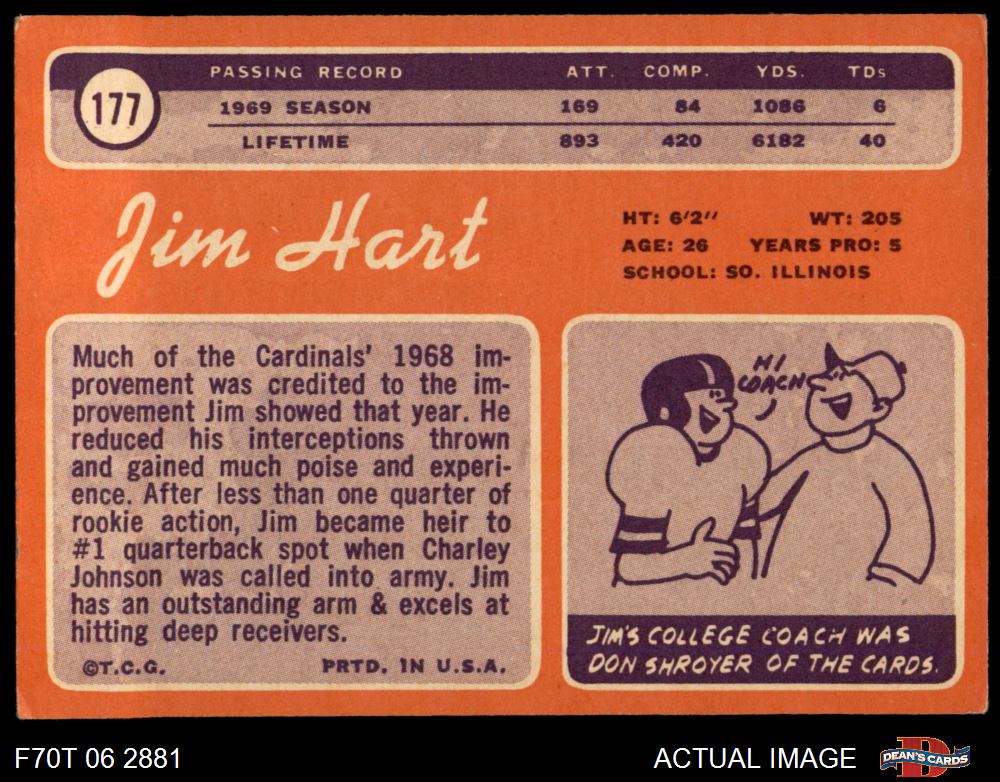 177
PASSING RECORD ATT. COMP. YDS. TDs
1969 SEASON 169 84 1086 6
LIFETIME 893 420 6182 40
Jim Hart
HT: 6'2" WT: 205
AGE: 26 YEARS PRO: 5
SCHOOL: SO. ILLINOIS
Much of the Cardinals' 1968 im-
provement was credited to the im-
provement Jim showed that year. He
reduced his interceptions thrown
and gained much poise and experi-
ence. After less than one quarter of
rookie action, Jim became heir to
#1 quarterback spot when Charley
Johnson was called into army. Jim
has an outstanding arm & excels at
hitting deep receivers.
©T.C.G. PRTD. IN U.S.A.
HI
COACH
JIM'S COLLEGE COACH WAS
DON SHROYER OF THE CARDS.
F70T 06 2881 ACTUAL IMAGE DEAN'S CARDS